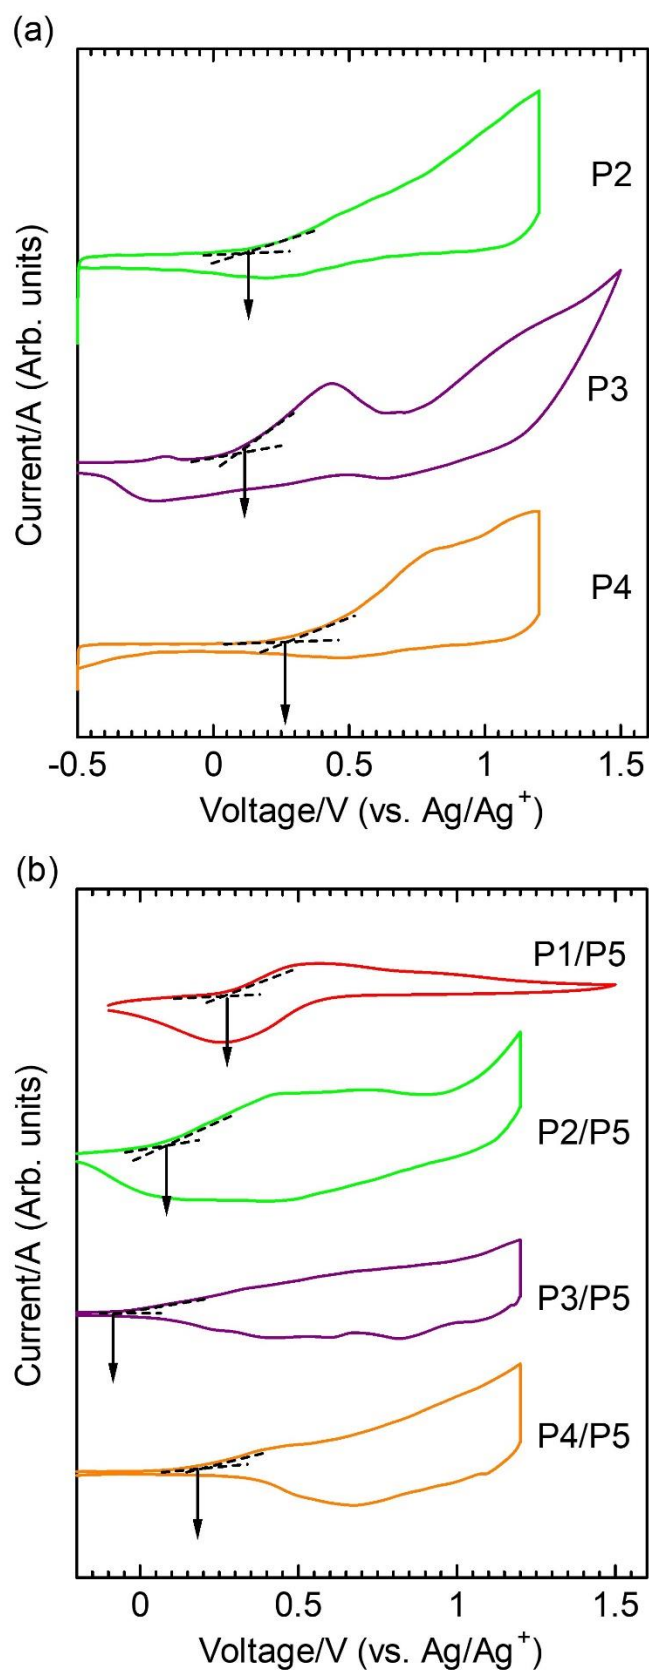 (a)
P2
P3
P4
Current/A (Arb. units)
-0.5 0 0.5 1 1.5
Voltage/V (vs. Ag/Ag⁺)
(b)
P1/P5
P2/P5
P3/P5
P4/P5
Current/A (Arb. units)
0 0.5 1 1.5
Voltage/V (vs. Ag/Ag⁺)